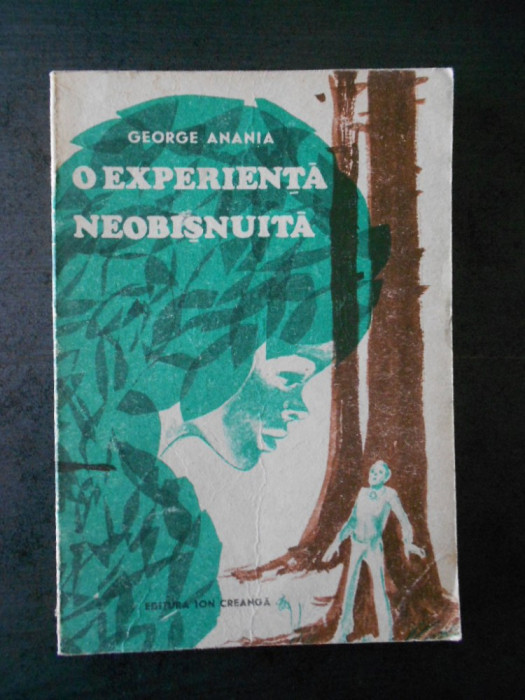 GEORGE ANANIA
O EXPERIENȚĂ
NEOBIȘNUITĂ
EDITURA ION CREANGĂ